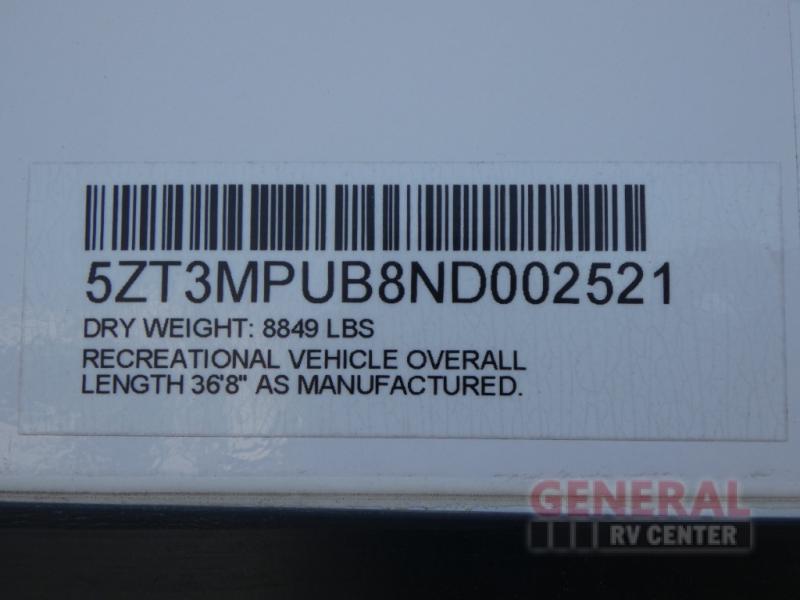 5ZT3MPUB8ND002521
DRY WEIGHT: 8849 LBS
RECREATIONAL VEHICLE OVERALL
LENGTH 36'8" AS MANUFACTURED.
GENERAL
RV CENTER